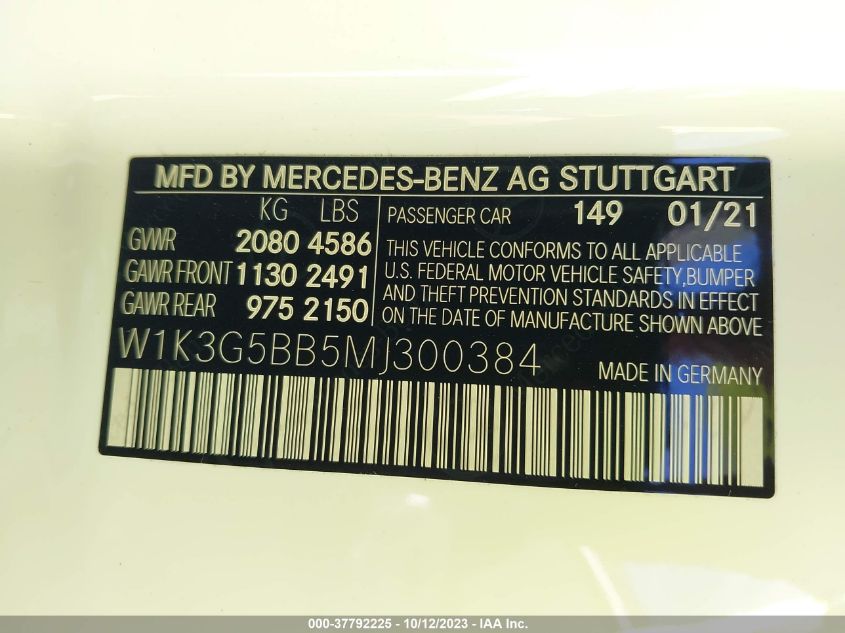 MFD BY MERCEDES-BENZ AG STUTTGART
KG LBS
GVWR 2080 4586
GAWR FRONT 1130 2491
GAWR REAR 975 2150
PASSENGER CAR 149 01/21
THIS VEHICLE CONFORMS TO ALL APPLICABLE
U.S. FEDERAL MOTOR VEHICLE SAFETY,BUMPER
AND THEFT PREVENTION STANDARDS IN EFFECT
ON THE DATE OF MANUFACTURE
W1K3G5BB5MJ300384
MADE IN GERMANY
000-37792225 - 10/12/2023 - IAA Inc.